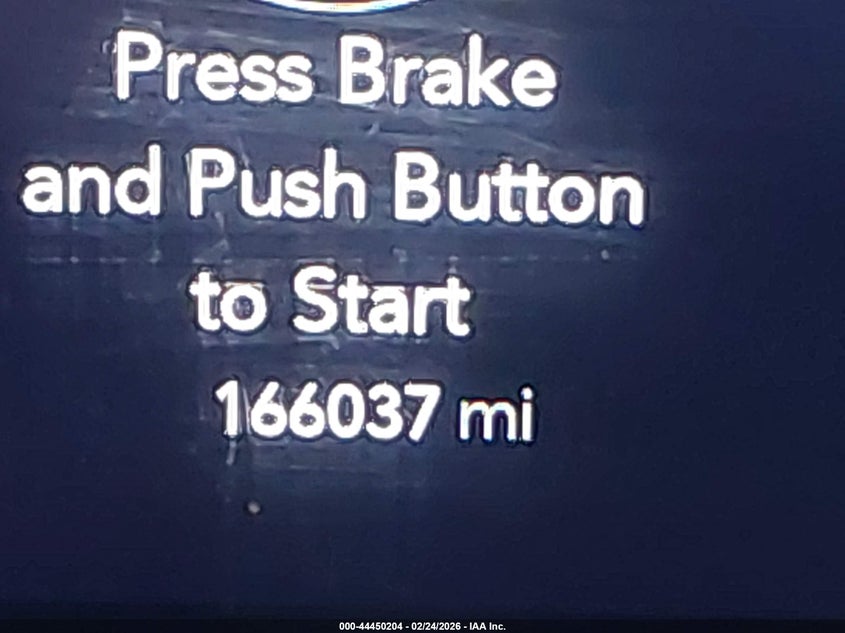 Press Brake
and Push Button
to Start
166037 mi
000-44450204 - 02/24/2026 - IAA Inc.